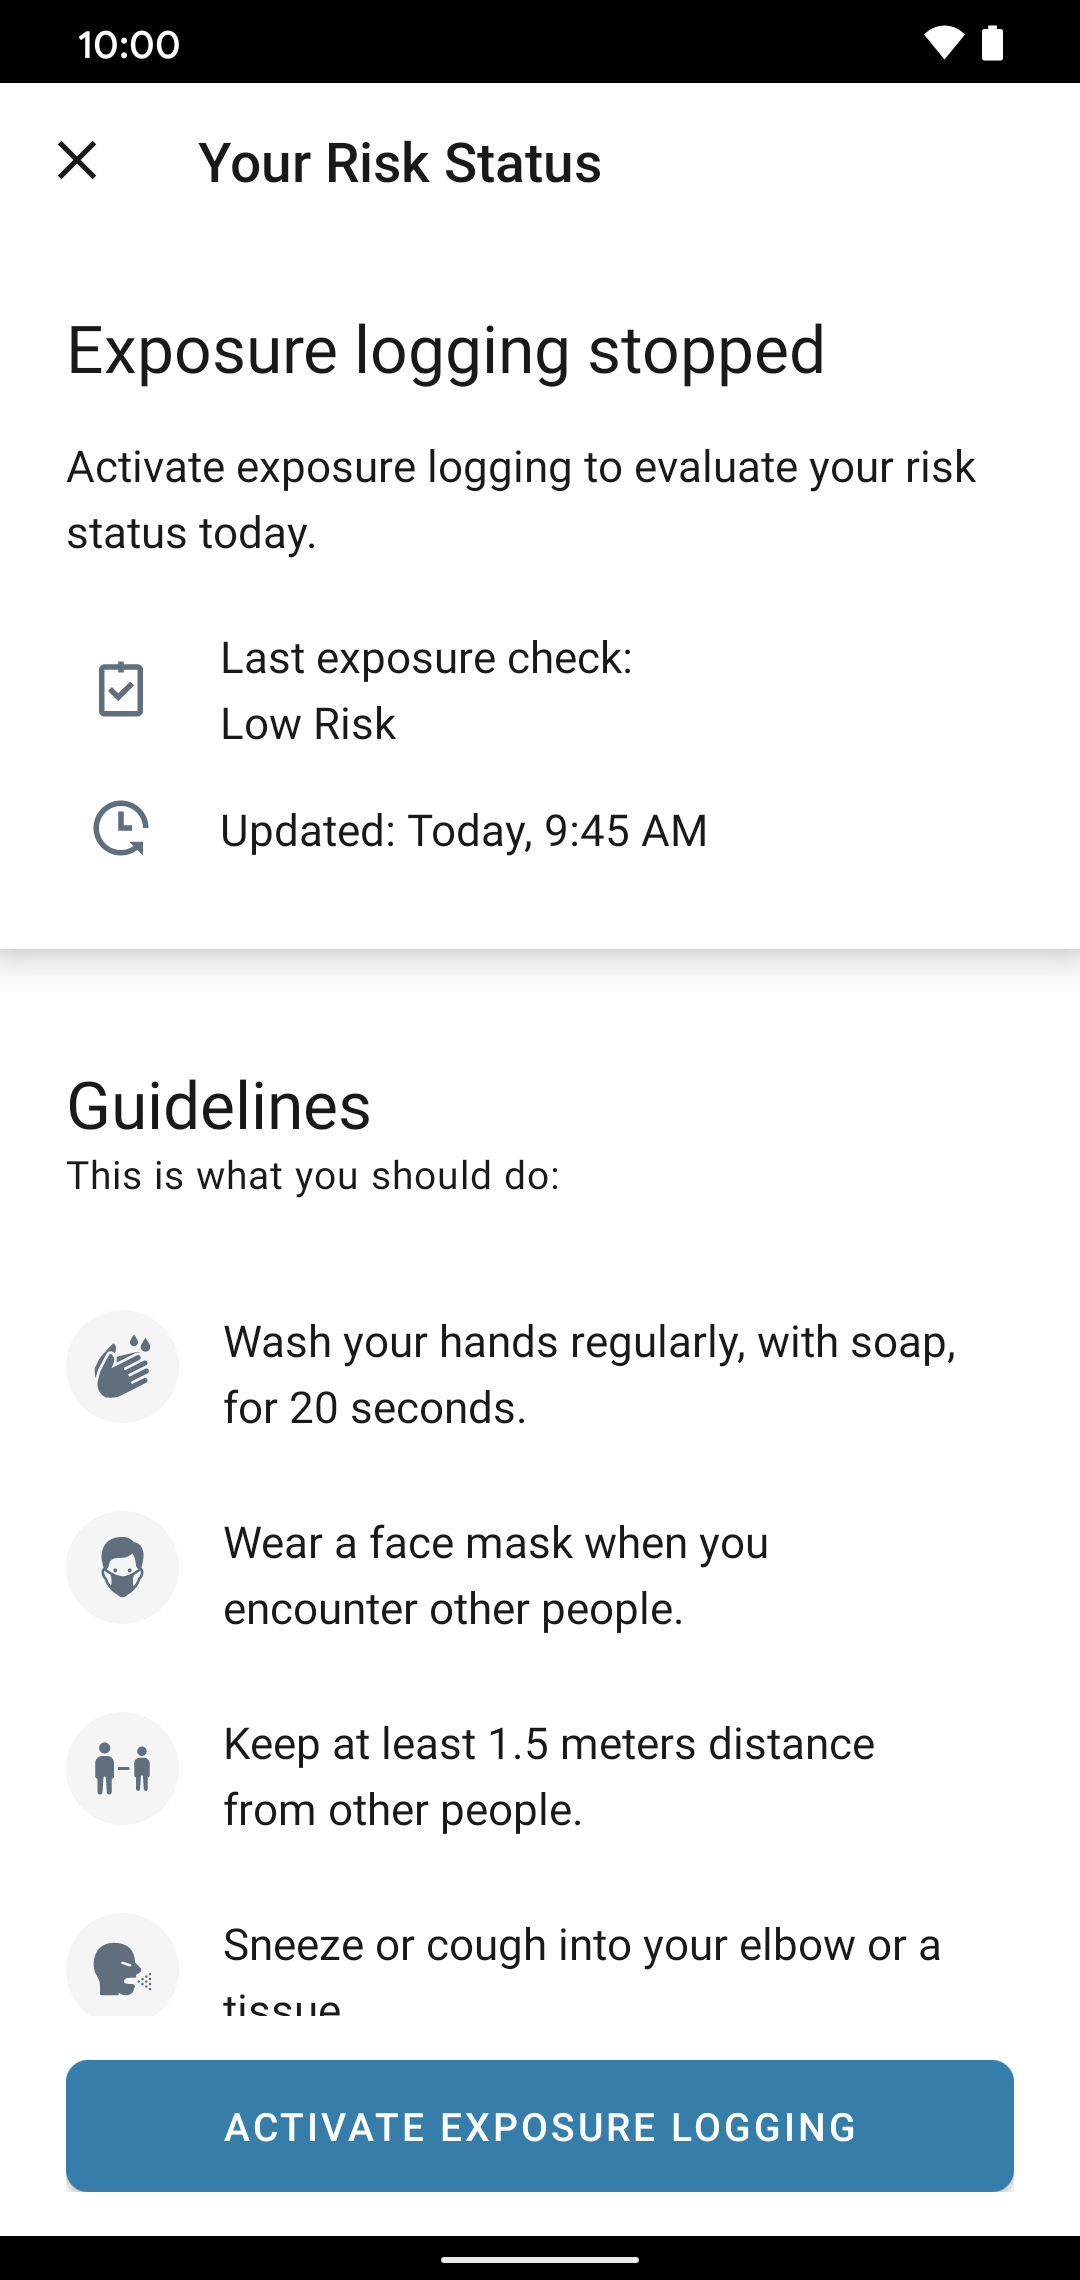 10:00
Your Risk Status
Exposure logging stopped
Activate exposure logging to evaluate your risk
status today.
Last exposure check:
Low Risk
Updated: Today, 9:45 AM
Guidelines
This is what you should do:
Wash your hands regularly, with soap,
for 20 seconds.
Wear a face mask when you
encounter other people.
Keep at least 1.5 meters distance
from other people.
Sneeze or cough into your elbow or a
tissue
ACTIVATE EXPOSURE LOGGING